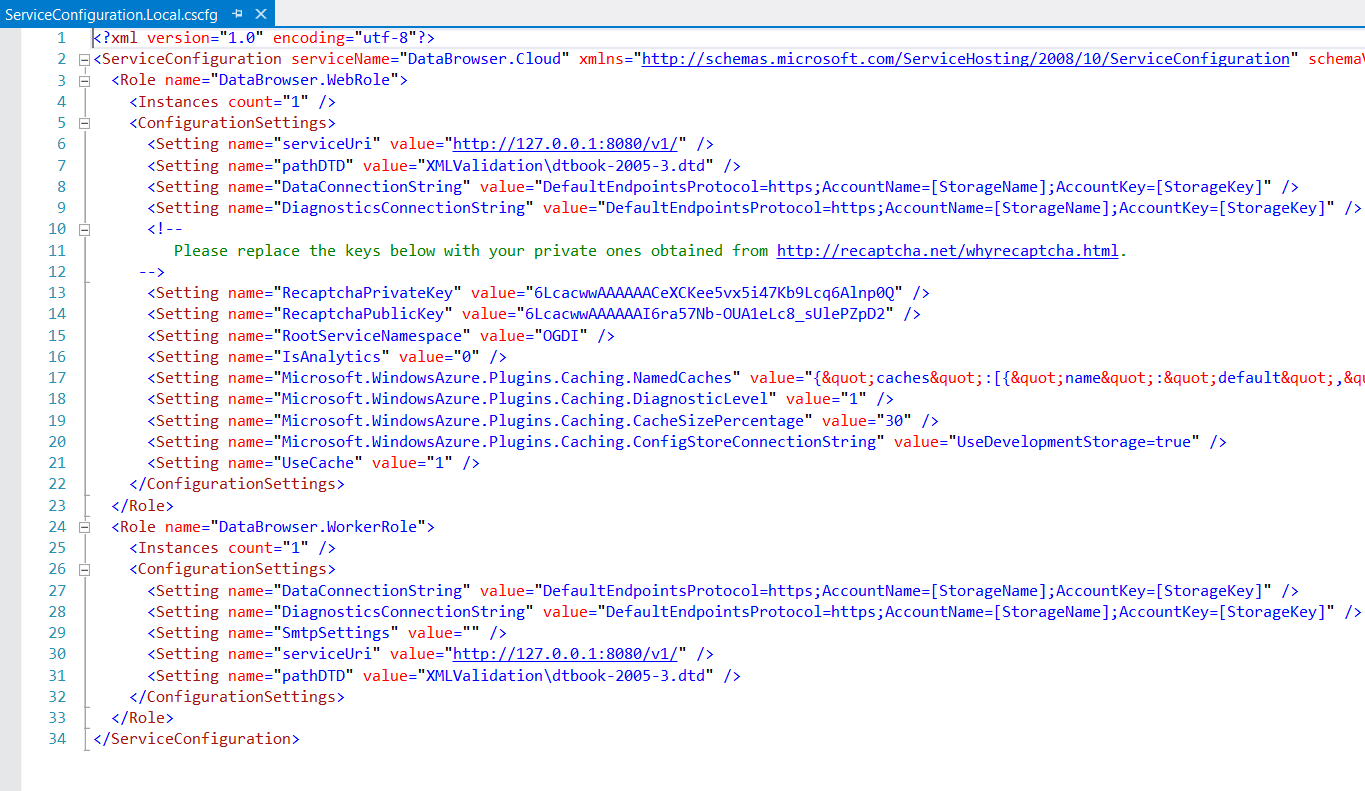 ServiceConfiguration.Local.cscfg
1 <?xml version="1.0" encoding="utf-8"?>
2 <ServiceConfiguration serviceName="DataBrowser.Cloud" xmlns="http://schemas.microsoft.com/ServiceHosting/2008/10/ServiceConfiguration" schemaV
3 <Role name="DataBrowser.WebRole">
4 <Instances count="1" />
5 <ConfigurationSettings>
6 <Setting name="serviceUri" value="http://127.0.0.1:8080/v1/" />
7 <Setting name="pathDTD" value="XMLValidation\dtbook-2005-3.dtd" />
8 <Setting name="DataConnectionString" value="DefaultEndpointsProtocol=https;AccountName=[StorageName];AccountKey=[StorageKey]" />
9 <Setting name="DiagnosticsConnectionString" value="DefaultEndpointsProtocol=https;AccountName=[StorageName];AccountKey=[StorageKey]" />
10 <!--
11 Please replace the keys below with your private ones obtained from http://recaptcha.net/whyrecaptcha.html.
12 -->
13 <Setting name="RecaptchaPrivateKey" value="6LcacwwAAAAAACeXCKee5vx5i47Kb9Lcq6Alnp0Q" />
14 <Setting name="RecaptchaPublicKey" value="6LcacwwAAAAAAI6ra57Nb-OUA1eLc8_sUlePZpD2" />
15 <Setting name="RootServiceNamespace" value="OGDI" />
16 <Setting name="IsAnalytics" value="0" />
17 <Setting name="Microsoft.WindowsAzure.Plugins.Caching.NamedCaches" value="{&quot;caches&quot;:[{&quot;name&quot;:&quot;default&quot;,&qu
18 <Setting name="Microsoft.WindowsAzure.Plugins.Caching.DiagnosticLevel" value="1" />
19 <Setting name="Microsoft.WindowsAzure.Plugins.Caching.CacheSizePercentage" value="30" />
20 <Setting name="Microsoft.WindowsAzure.Plugins.Caching.ConfigStoreConnectionString" value="UseDevelopmentStorage=true" />
21 <Setting name="UseCache" value="1" />
22 </ConfigurationSettings>
23 </Role>
24 <Role name="DataBrowser.WorkerRole">
25 <Instances count="1" />
26 <ConfigurationSettings>
27 <Setting name="DataConnectionString" value="DefaultEndpointsProtocol=https;AccountName=[StorageName];AccountKey=[StorageKey]" />
28 <Setting name="DiagnosticsConnectionString" value="DefaultEndpointsProtocol=https;AccountName=[StorageName];AccountKey=[StorageKey]" />
29 <Setting name="SmtpSettings" value="" />
30 <Setting name="serviceUri" value="http://127.0.0.1:8080/v1/" />
31 <Setting name="pathDTD" value="XMLValidation\dtbook-2005-3.dtd" />
32 </ConfigurationSettings>
33 </Role>
34 </ServiceConfiguration>